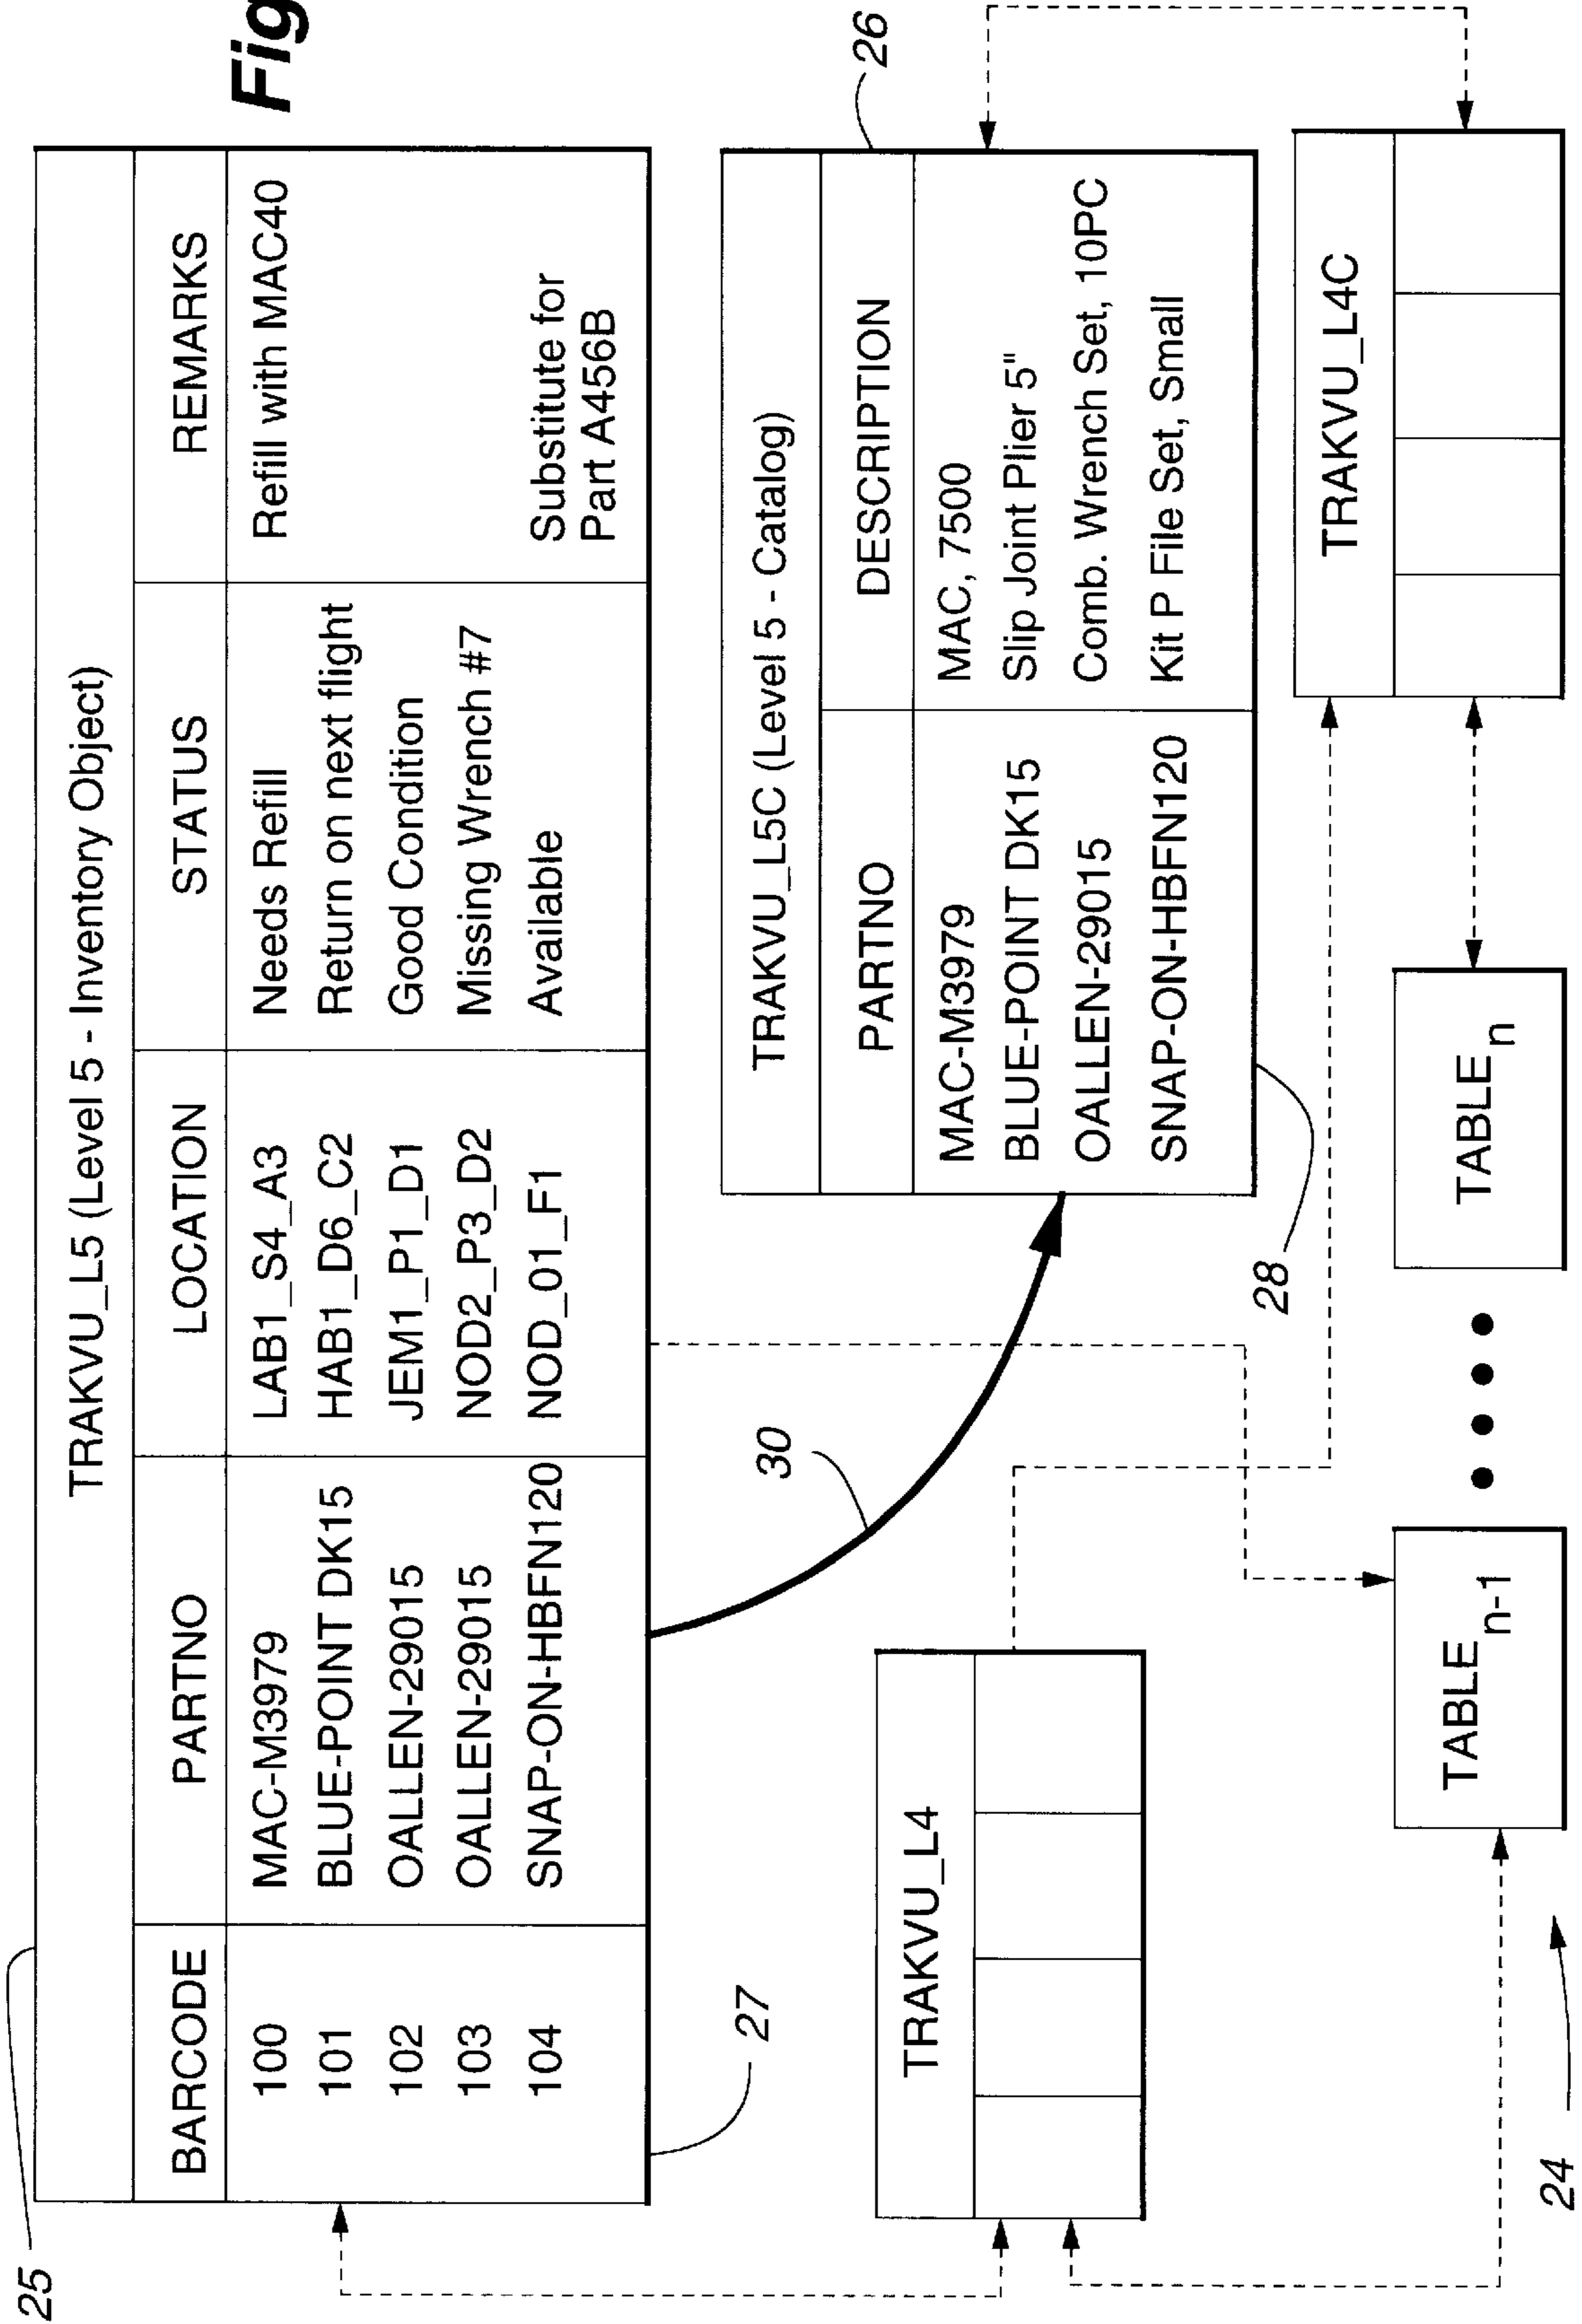 Fig
25
TRAKVU_L5 (Level 5 - Inventory Object)
BARCODE PARTNO LOCATION STATUS REMARKS
100 MAC-M3979 LAB1_S4_A3 Needs Refill Refill with MAC40
101 BLUE-POINT DK15 HAB1_D6_C2 Return on next flight
102 OALLEN-29015 JEM1_P1_D1 Good Condition
103 OALLEN-29015 NOD2_P3_D2 Missing Wrench #7
104 SNAP-ON-HBFN120 NOD_01_F1 Available Substitute for
Part A456B
27
30
26
TRAKVU_L5C (Level 5 - Catalog)
PARTNO DESCRIPTION
MAC-M3979 MAC, 7500
BLUE-POINT DK15 Slip Joint Plier 5"
OALLEN-29015 Comb. Wrench Set, 10PC
SNAP-ON-HBFN120 Kit P File Set, Small
28
TRAKVU_L4
TRAKVU_L4C
TABLE n-1
TABLE n
24